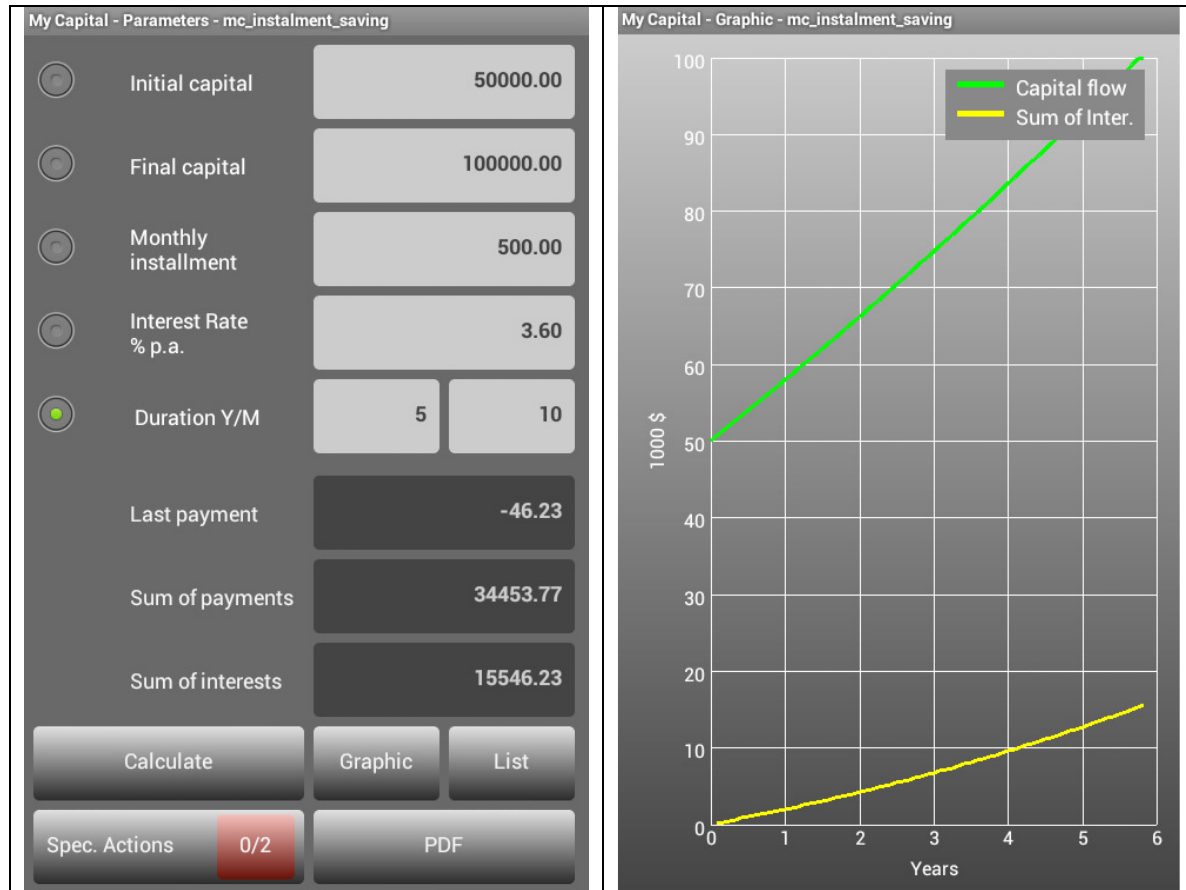 My Capital - Parameters - mc_instalment_saving
Initial capital
50000.00
Final capital
100000.00
Monthly
installment
500.00
Interest Rate
% p.a.
3.60
Duration Y/M
5
10
Last payment
-46.23
Sum of payments
34453.77
Sum of interests
15546.23
Calculate
Graphic
List
Spec. Actions
0/2
PDF
My Capital - Graphic - mc_instalment_saving
Capital flow
Sum of Inter.
100
90
80
70
60
50
40
30
20
10
0
1000 $
0
1
2
3
4
5
6
Years